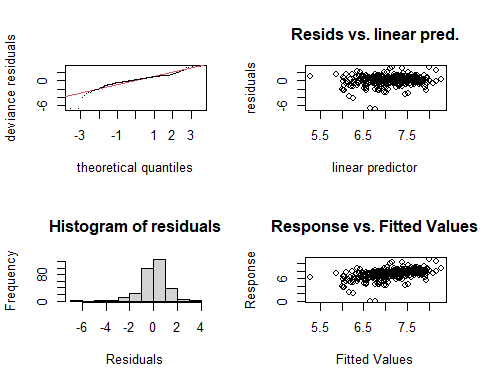 deviance residuals
0
-6
-3
-1
1
2
3
theoretical quantiles
Resids vs. linear pred.
residuals
0
-6
5.5
6.5
7.5
linear predictor
Histogram of residuals
Frequency
80
0
-6
-4
-2
0
2
4
Residuals
Response vs. Fitted Values
Response
6
0
5.5
6.5
7.5
Fitted Values